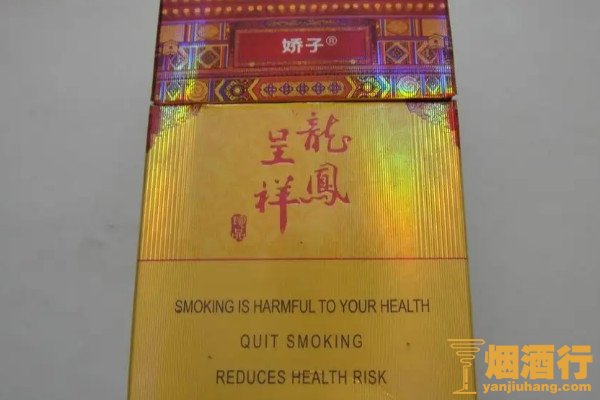 娇子®
龍鳳
呈祥
SMOKING IS HARMFUL TO YOUR HEALTH
QUIT SMOKING
REDUCES HEALTH RISK
烟酒行
yanjiuhang.com